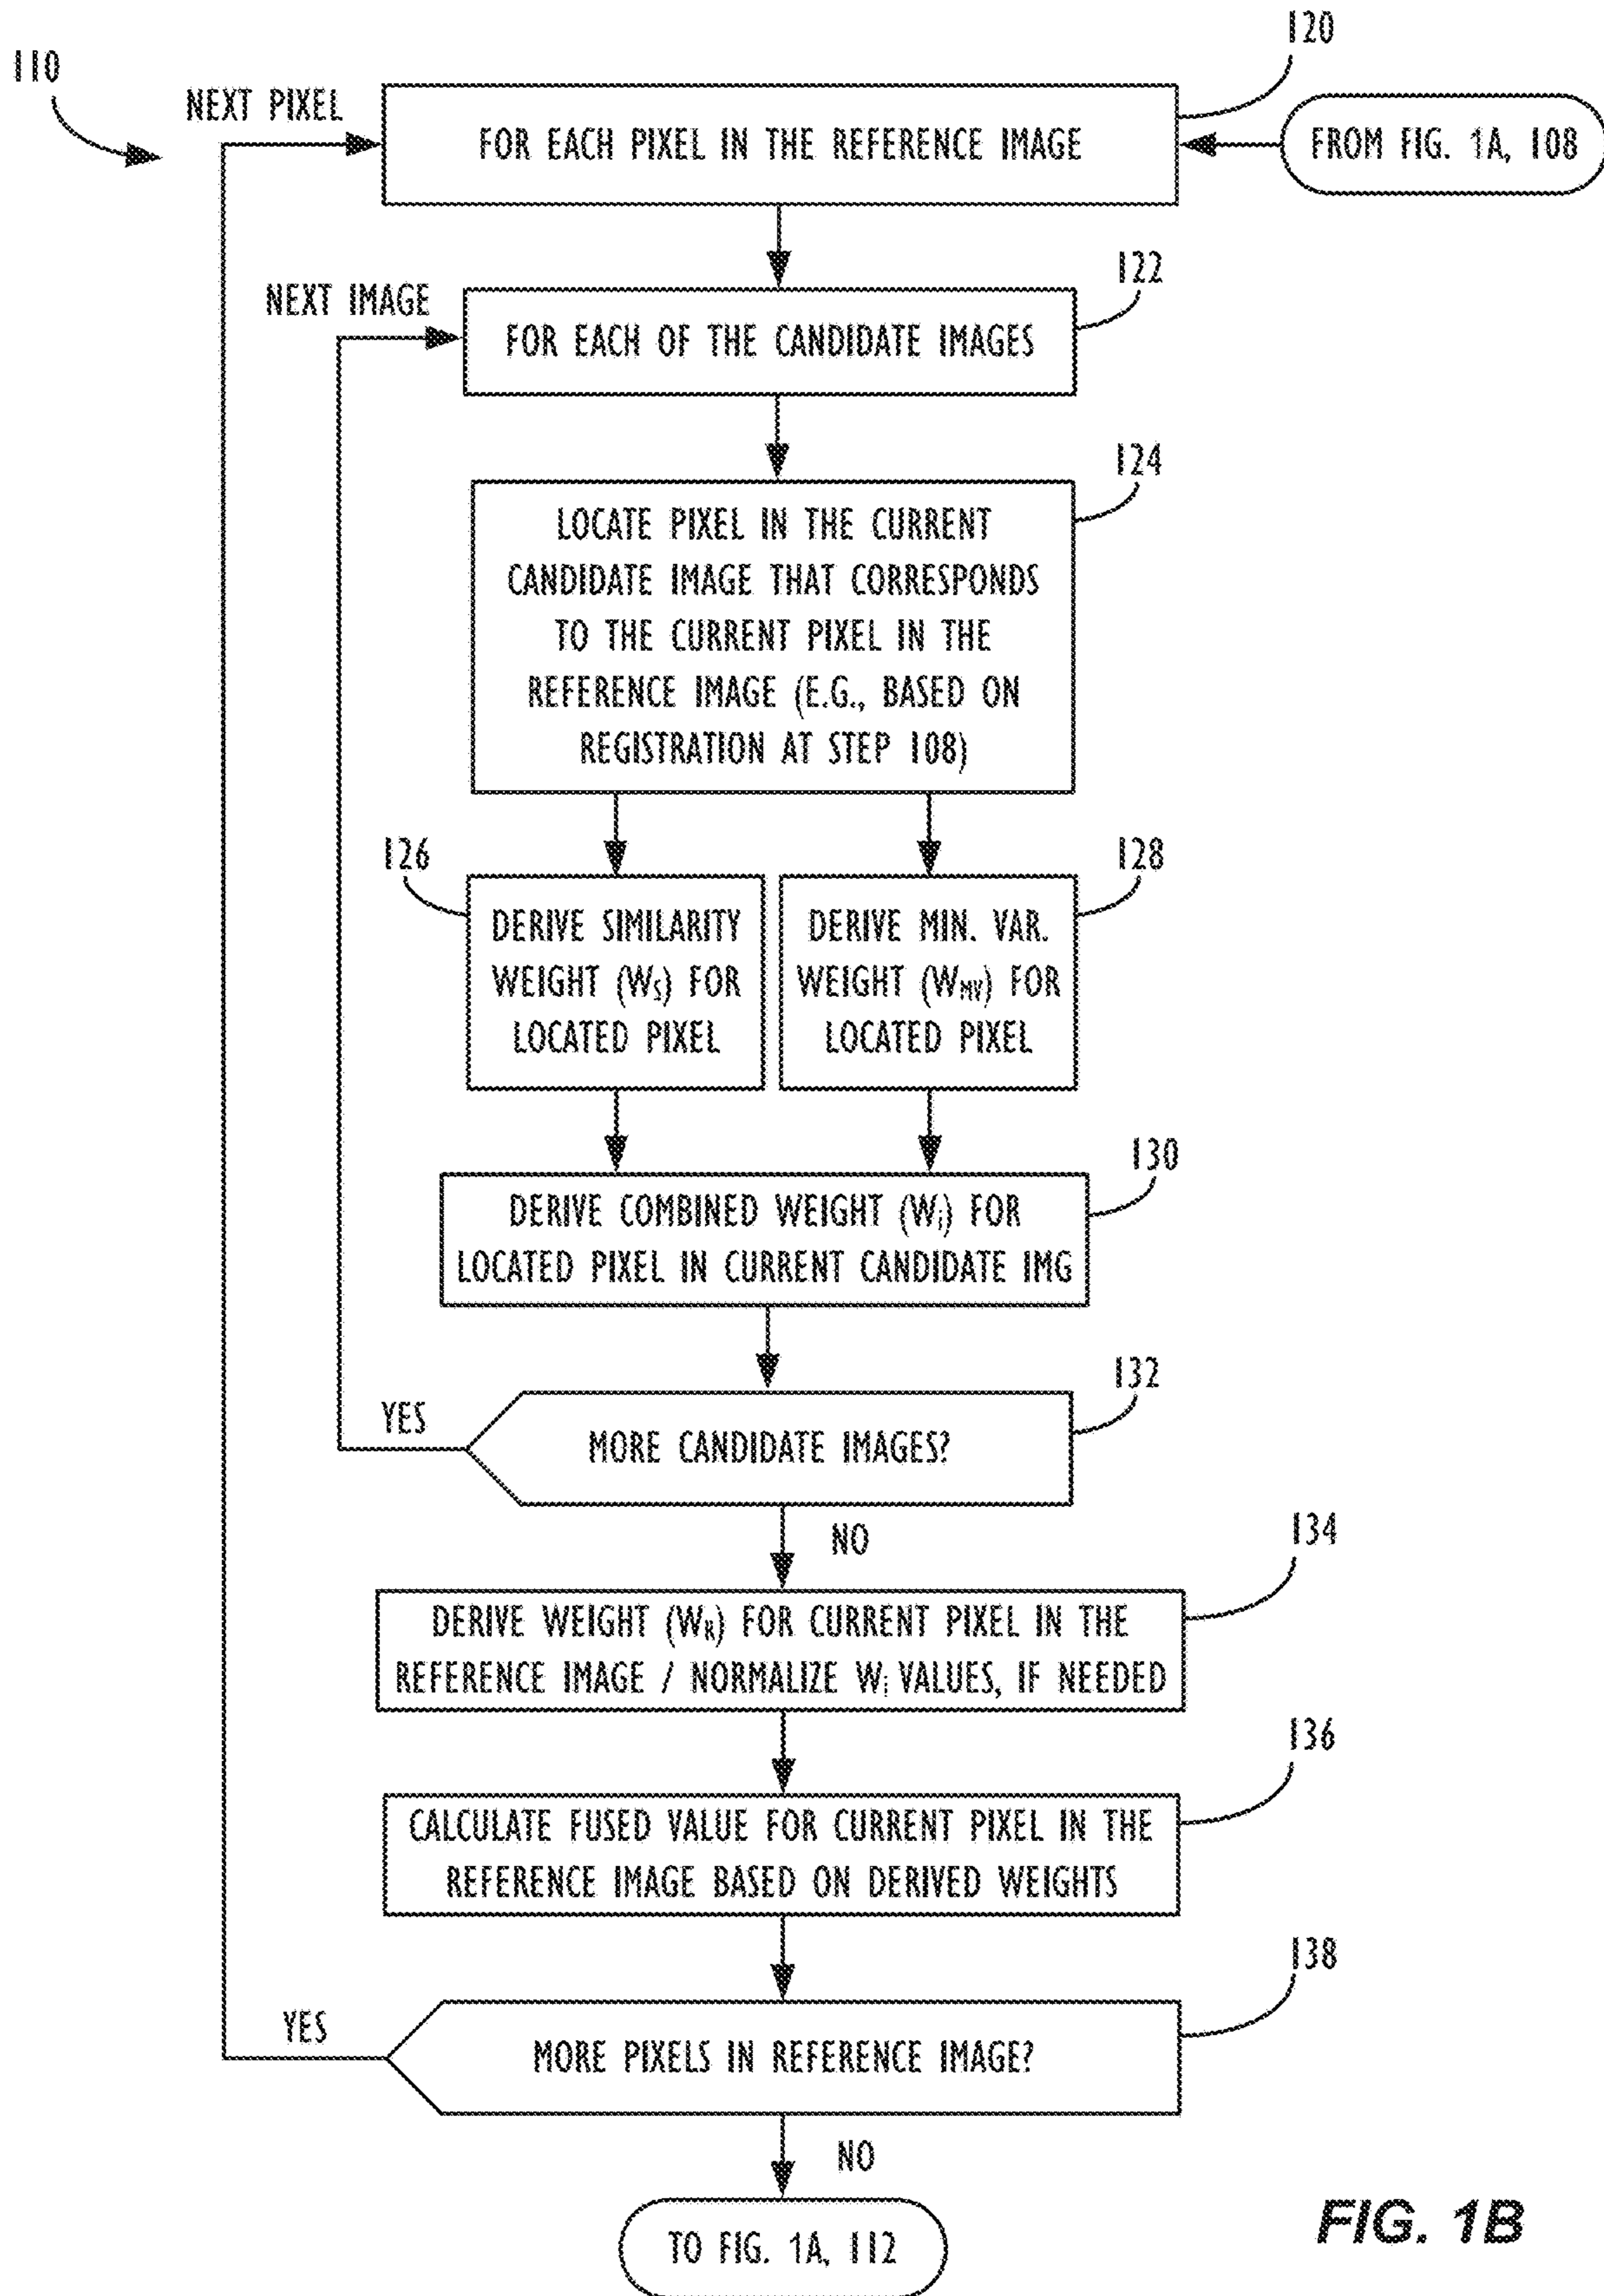 110
120
NEXT PIXEL
FOR EACH PIXEL IN THE REFERENCE IMAGE
FROM FIG. 1A, 108
122
NEXT IMAGE
FOR EACH OF THE CANDIDATE IMAGES
124
LOCATE PIXEL IN THE CURRENT
CANDIDATE IMAGE THAT CORRESPONDS
TO THE CURRENT PIXEL IN THE
REFERENCE IMAGE (E.G., BASED ON
REGISTRATION AT STEP 108)
126
DERIVE SIMILARITY
WEIGHT (WS) FOR
LOCATED PIXEL
128
DERIVE MIN. VAR.
WEIGHT (WMV) FOR
LOCATED PIXEL
130
DERIVE COMBINED WEIGHT (Wi) FOR
LOCATED PIXEL IN CURRENT CANDIDATE IMG
132
YES
MORE CANDIDATE IMAGES?
NO
134
DERIVE WEIGHT (WR) FOR CURRENT PIXEL IN THE
REFERENCE IMAGE / NORMALIZE Wi VALUES, IF NEEDED
136
CALCULATE FUSED VALUE FOR CURRENT PIXEL IN THE
REFERENCE IMAGE BASED ON DERIVED WEIGHTS
138
YES
MORE PIXELS IN REFERENCE IMAGE?
NO
TO FIG. 1A, 112
FIG. 1B